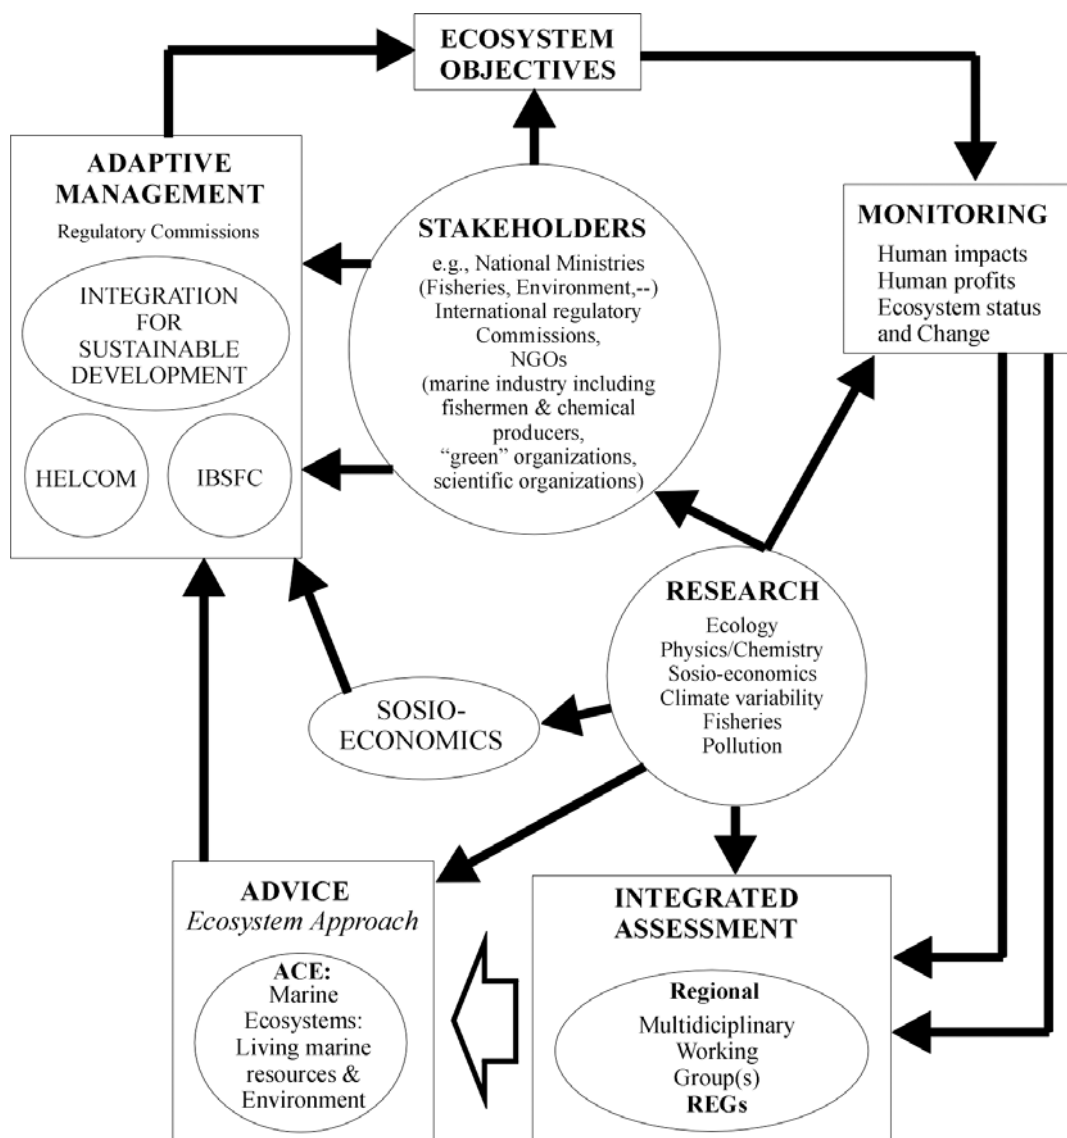 ECOSYSTEM
OBJECTIVES
ADAPTIVE
MANAGEMENT
Regulatory Commissions
INTEGRATION
FOR
SUSTAINABLE
DEVELOPMENT
HELCOM
IBSFC
STAKEHOLDERS
e.g., National Ministries
(Fisheries, Environment,--)
International regulatory
Commissions,
NGOs
(marine industry including
fishermen & chemical
producers,
“green” organizations,
scientific organizations)
MONITORING
Human impacts
Human profits
Ecosystem status
and Change
RESEARCH
Ecology
Physics/Chemistry
Sosio-economics
Climate variability
Fisheries
Pollution
SOSIO-
ECONOMICS
ADVICE
Ecosystem Approach
ACE:
Marine
Ecosystems:
Living marine
resources &
Environment
INTEGRATED
ASSESSMENT
Regional
Multidiciplinary
Working
Group(s)
REGs